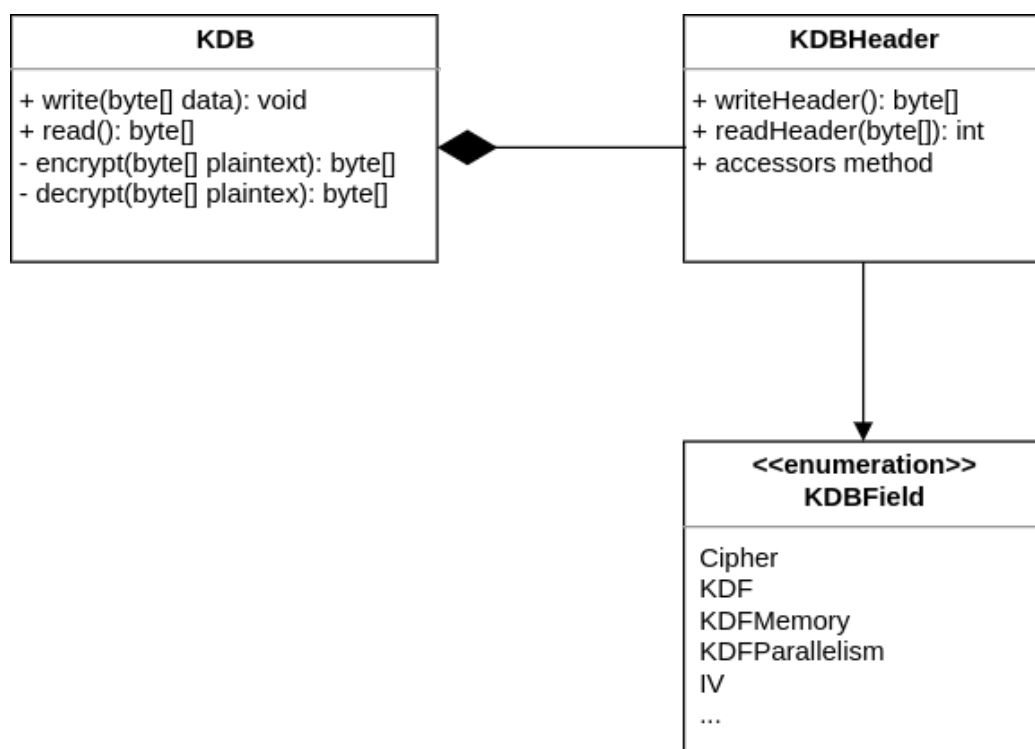 KDB
+ write(byte[] data): void
+ read(): byte[]
- encrypt(byte[] plaintext): byte[]
- decrypt(byte[] plaintex): byte[]
KDBHeader
+ writeHeader(): byte[]
+ readHeader(byte[]): int
+ accessors method
<<enumeration>>
KDBField
Cipher
KDF
KDFMemory
KDFParallelism
IV
...